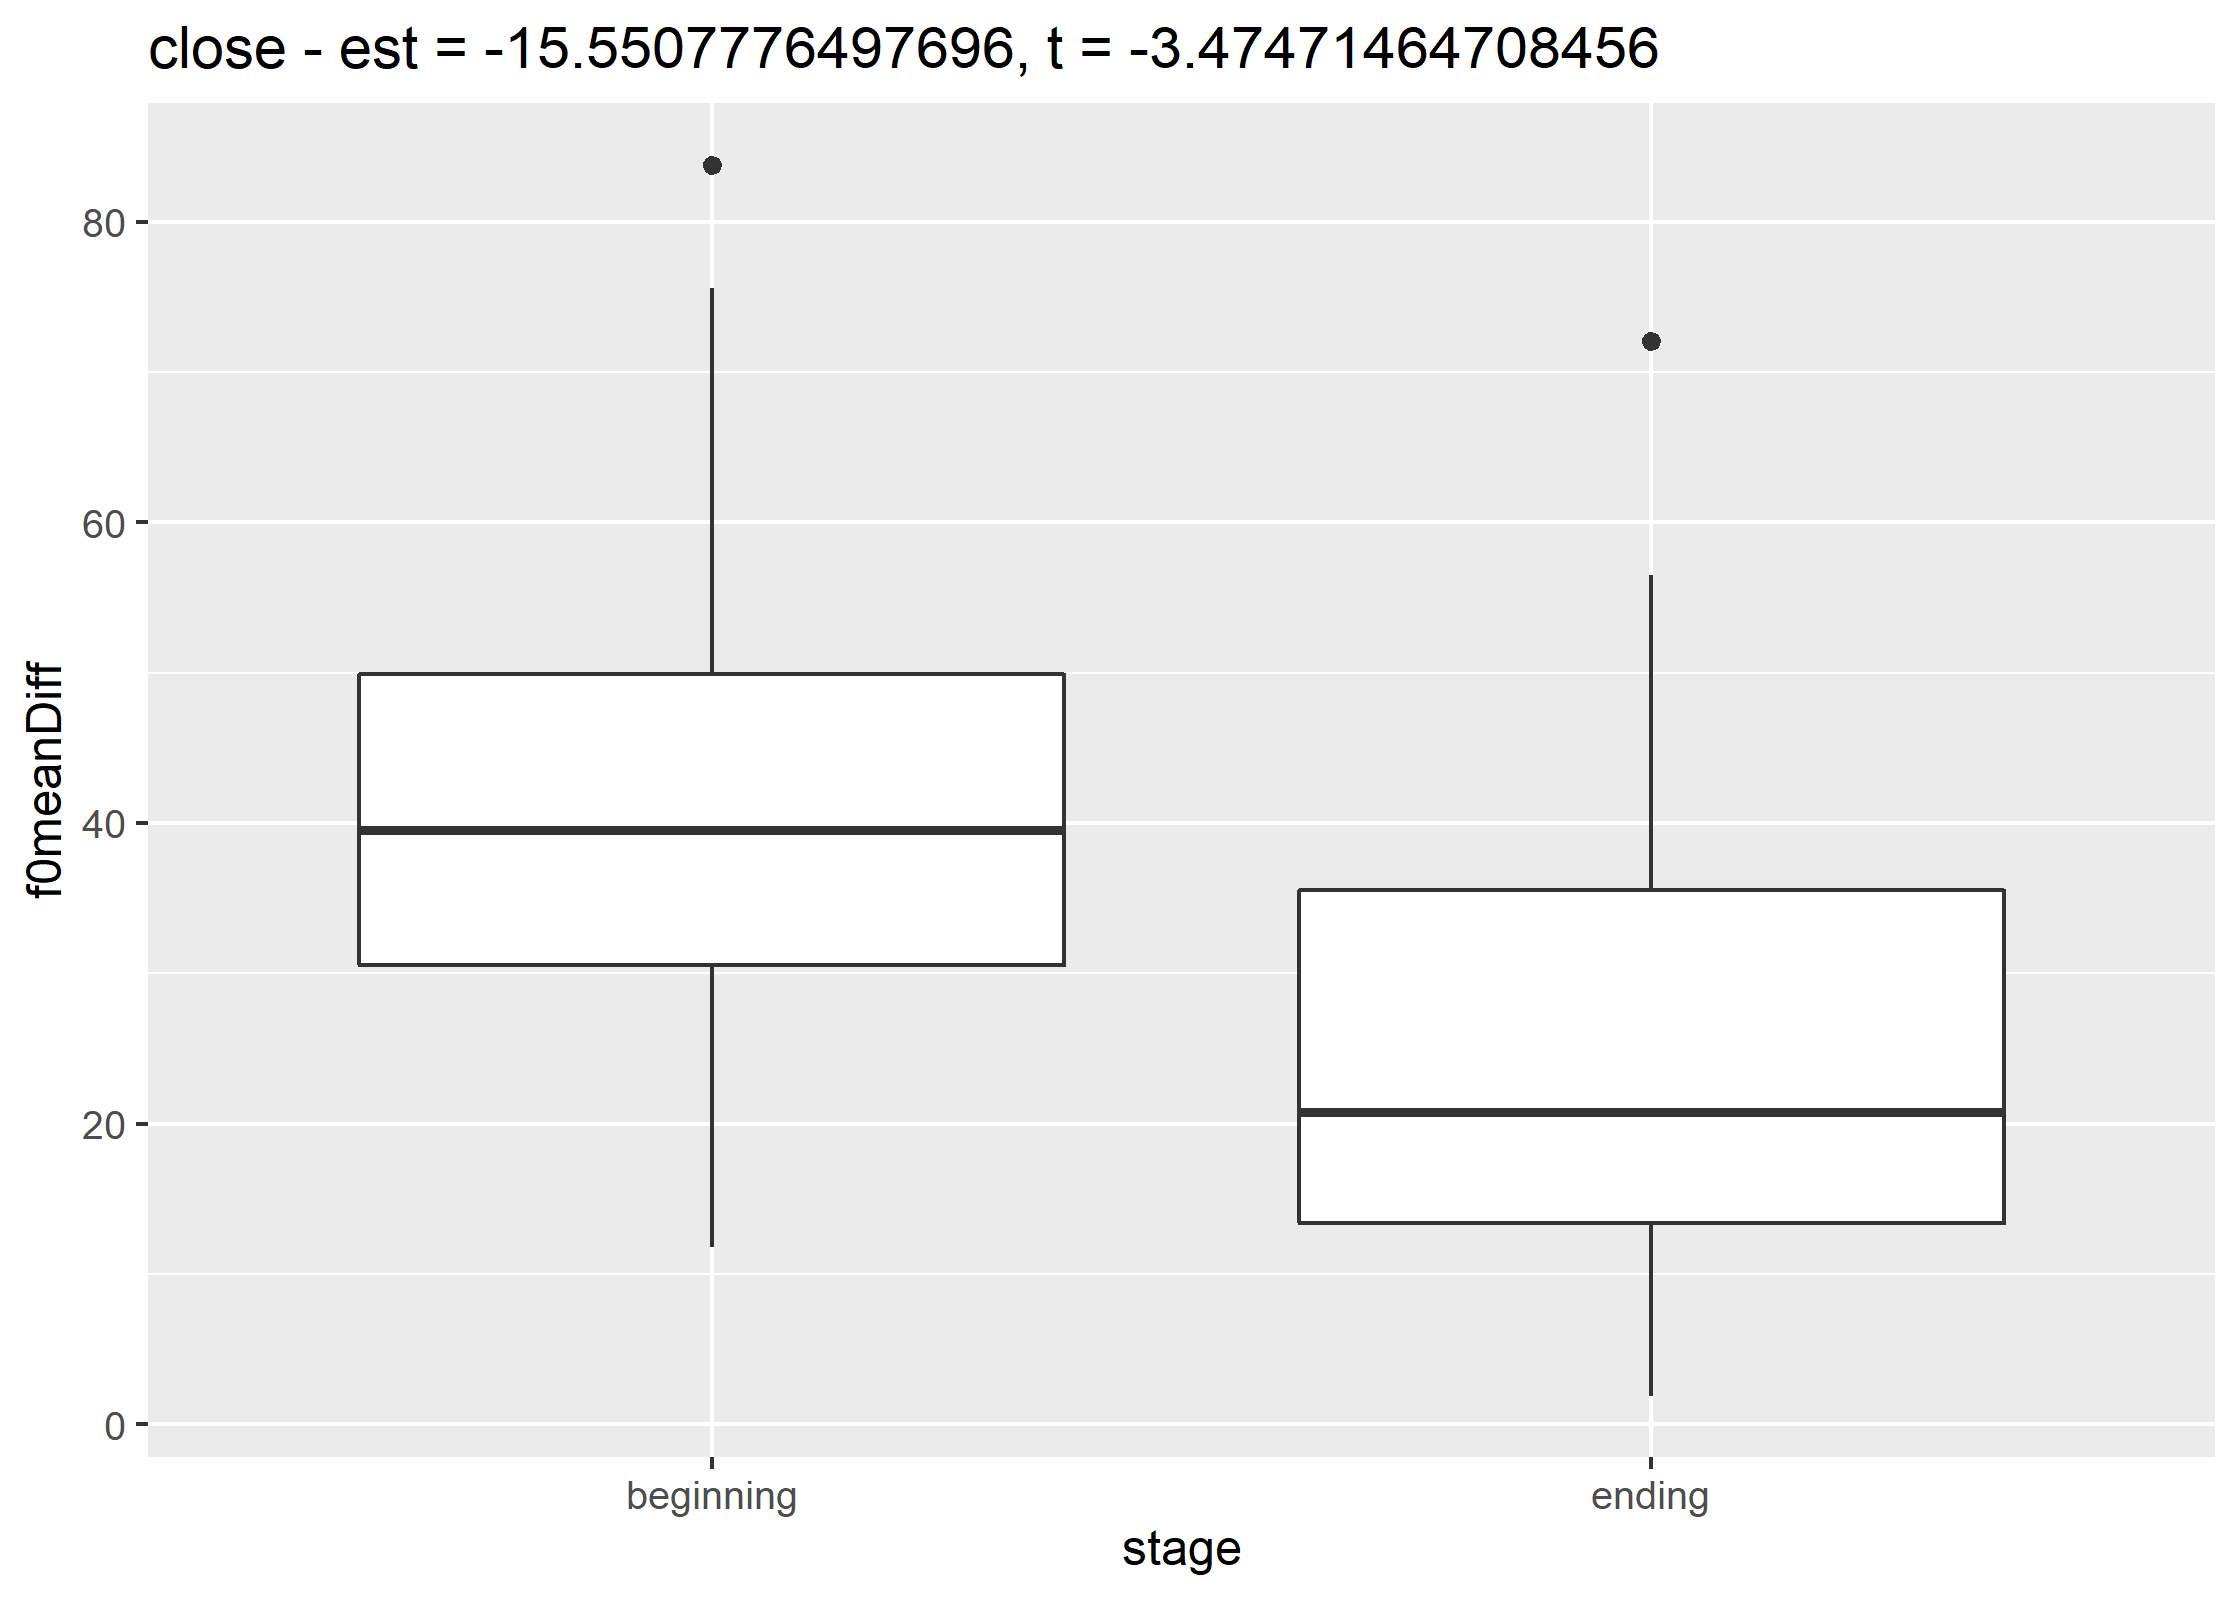 close - est = -15.5507776497696, t = -3.47471464708456
80
60
40
20
0
f0meanDiff
beginning
ending
stage